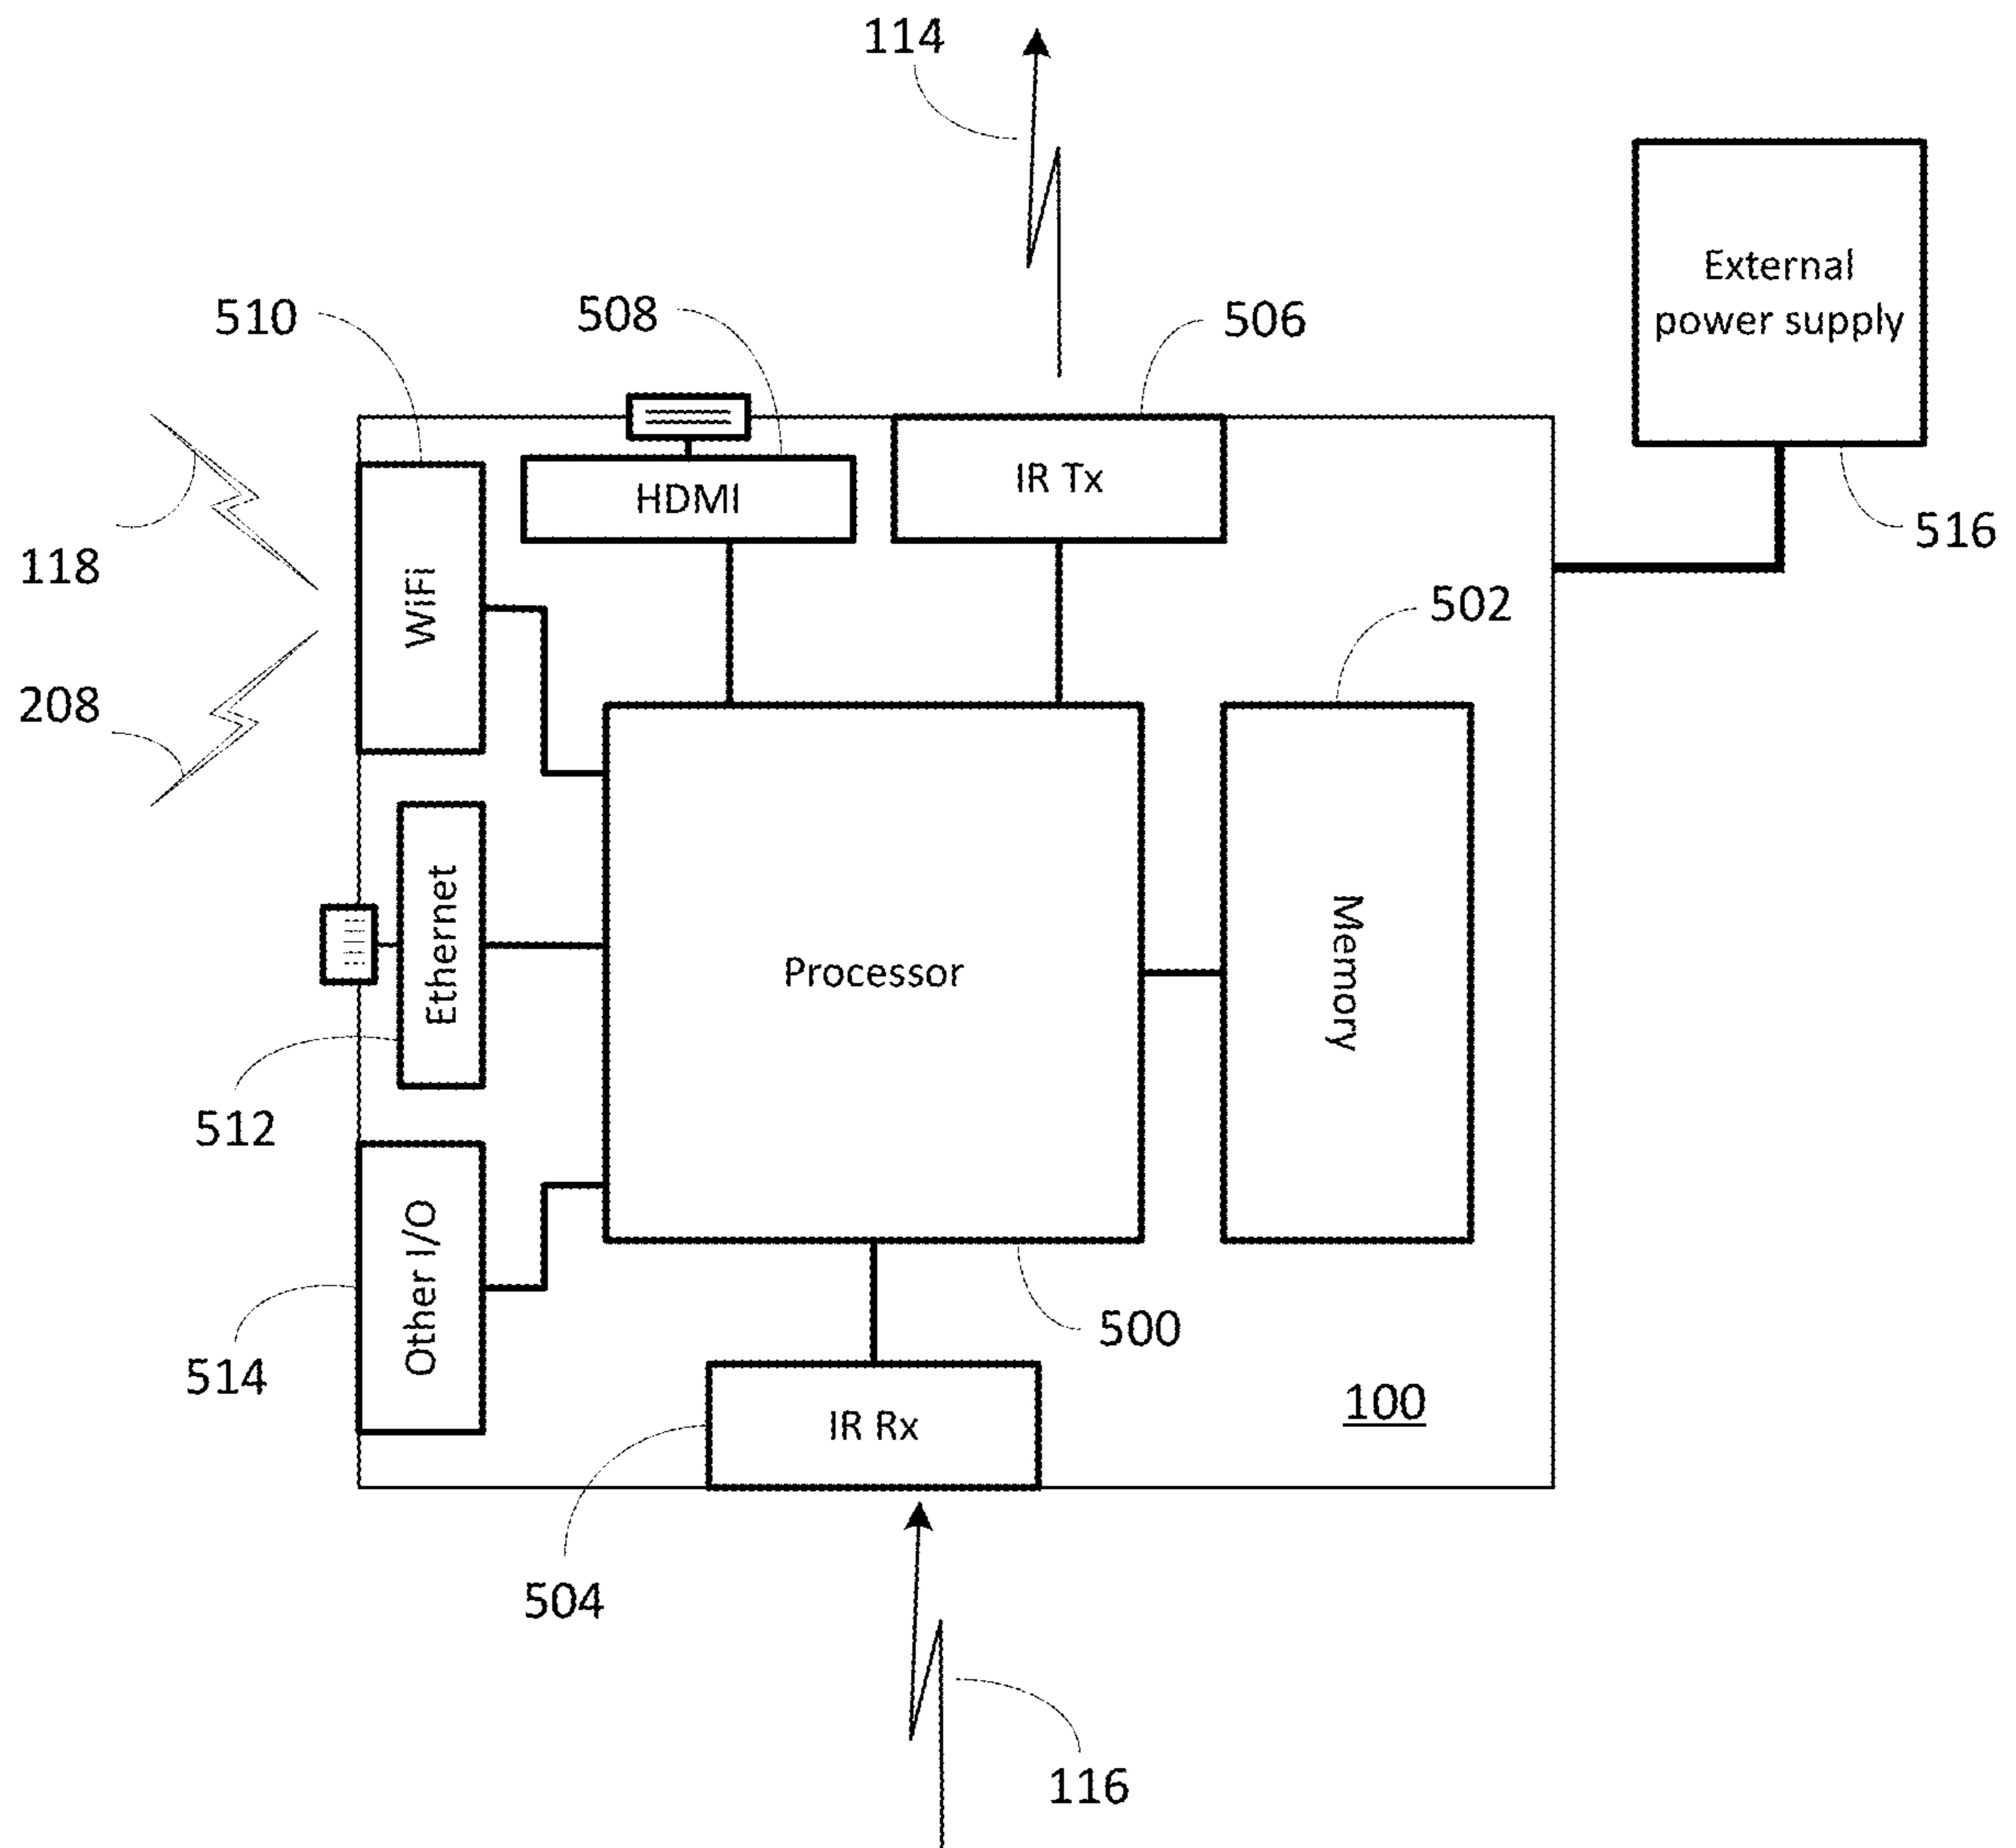 114
External
power supply
510
508
506
516
IR Tx
HDMI
118
WiFi
502
208
Ethernet
Processor
Memory
512
Other I/O
500
514
100
IR Rx
504
116